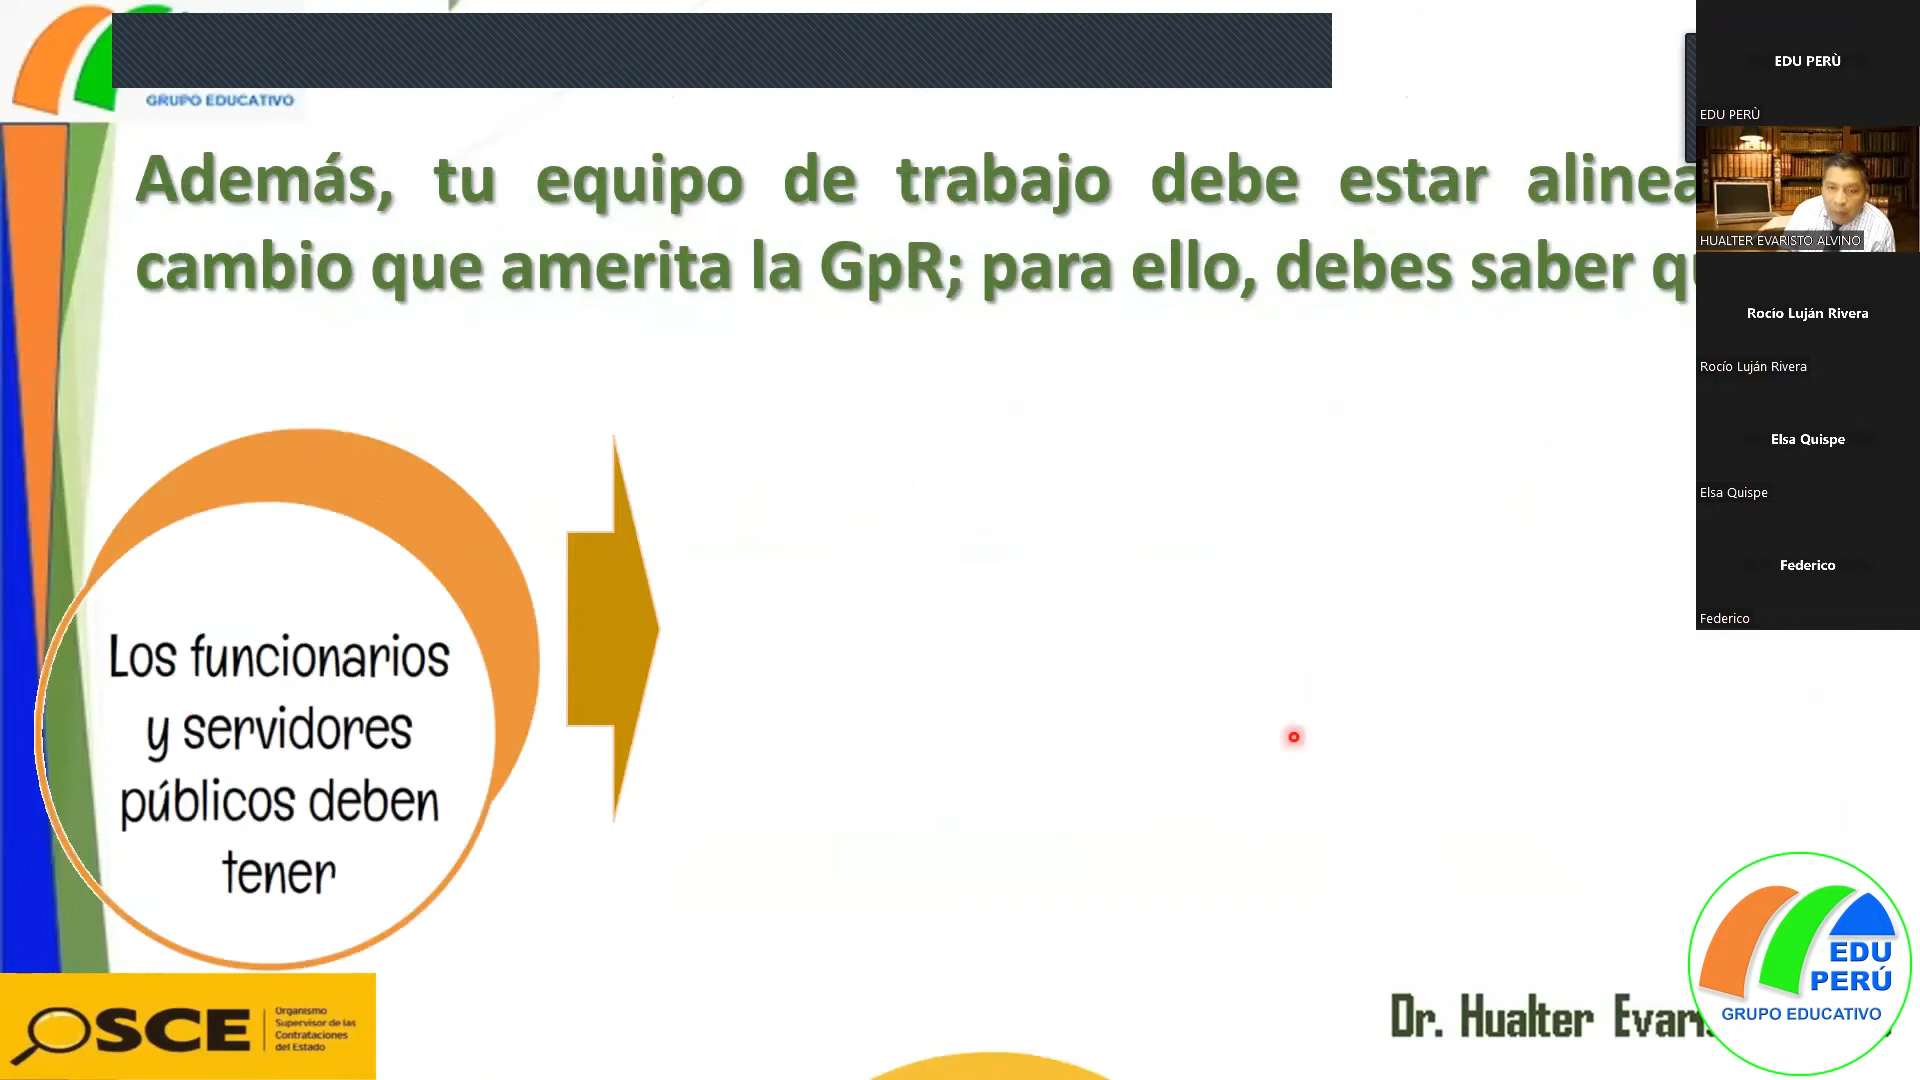 GRUPO EDUCATIVO
Además, tu equipo de trabajo debe estar
cambio que amerita la GpR; para ello, debes saber
Los funcionarios
y servidores
públicos deben
tener
OSCE
Organismo
Supervisor de las
Contrataciones
del Estado
Dr. Hualter
EDU
PERÚ
GRUPO EDUCATIVO
EDU PERÙ
EDU PERÙ
HUALTER EVARISTO ALVINO
Rocío Luján Rivera
Rocío Luján Rivera
Elsa Quispe
Elsa Quispe
Federico
Federico